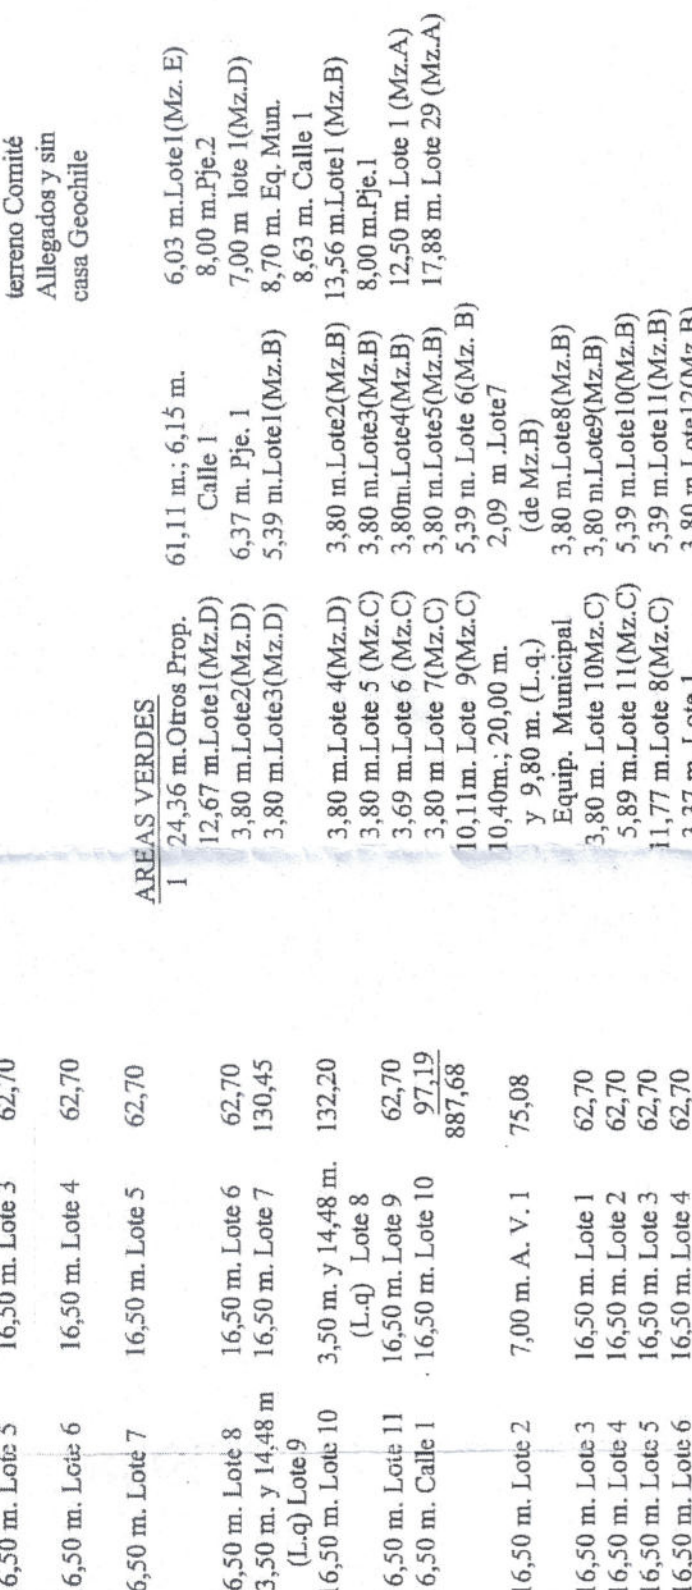 6,50 m. Lote 5 16,50 m. Lote 3 62,70 terreno Comité
Allegados y sin
6,50 m. Lote 6 16,50 m. Lote 4 62,70 casa Geochile
6,50 m. Lote 7 16,50 m. Lote 5 62,70 AREAS VERDES
1 24,36 m.Otros Prop. 61,11 m.; 6,15 m. 6,03 m.Lote1(Mz. E)
12,67 m.Lote1(Mz.D) Calle 1 8,00 m.Pje.2
6,50 m. Lote 8 16,50 m. Lote 6 62,70 3,80 m.Lote2(Mz.D) 6,37 m. Pje. 1 7,00 m lote 1(Mz.D)
3,50 m. y 14,48 m 16,50 m. Lote 7 130,45 3,80 m.Lote3(Mz.D) 5,39 m.Lote1(Mz.B) 8,70 m. Eq. Mun.
(L.q) Lote 9 8,63 m. Calle 1
16,50 m. Lote 10 3,50 m. y 14,48 m. 132,20 3,80 m.Lote 4(Mz.D) 3,80 m.Lote2(Mz.B) 13,56 m.Lote1 (Mz.B)
(L.q) Lote 8 3,80 m.Lote 5 (Mz.C) 3,80 m.Lote3(Mz.B) 8,00 m.Pje.1
6,50 m. Lote 11 16,50 m. Lote 9 62,70 3,69 m.Lote 6 (Mz.C) 3,80m.Lote4(Mz.B) 12,50 m. Lote 1 (Mz.A)
6,50 m. Calle 1 16,50 m. Lote 10 97,19 3,80 m Lote 7(Mz.C) 3,80 m.Lote5(Mz.B) 17,88 m. Lote 29 (Mz.A)
887,68 10,11m. Lote 9(Mz.C) 5,39 m. Lote 6(Mz. B)
10,40m.; 20,00 m. 2,09 m .Lote7
16,50 m. Lote 2 7,00 m. A. V. 1 75,08 y 9,80 m. (L.q.) (de Mz.B)
Equip. Municipal 3,80 m.Lote8(Mz.B)
16,50 m. Lote 3 16,50 m. Lote 1 62,70 3,80 m. Lote 10Mz.C) 3,80 m.Lote9(Mz.B)
16,50 m. Lote 4 16,50 m. Lote 2 62,70 5,89 m.Lote 11(Mz.C) 5,39 m.Lote10(Mz.B)
16,50 m. Lote 5 16,50 m. Lote 3 62,70 11,77 m.Lote 8(Mz.C) 5,39 m.Lote11(Mz.B)
16,50 m. Lote 6 16,50 m. Lote 4 62,70 3,37 m. Lote 1 3,80 m.Lote12(Mz.B)